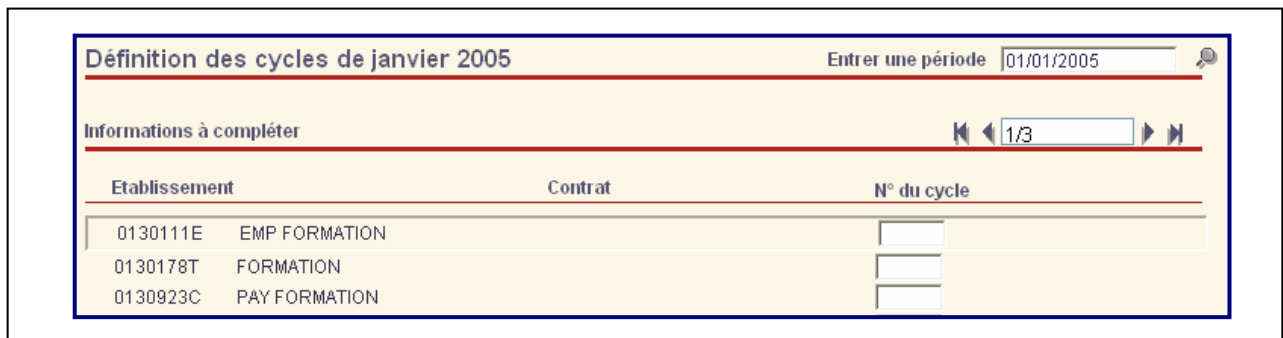 Définition des cycles de janvier 2005 Entrer une période 01/01/2005
Informations à compléter 1/3
Etablissement Contrat N° du cycle
0130111E EMP FORMATION
0130178T FORMATION
0130923C PAY FORMATION